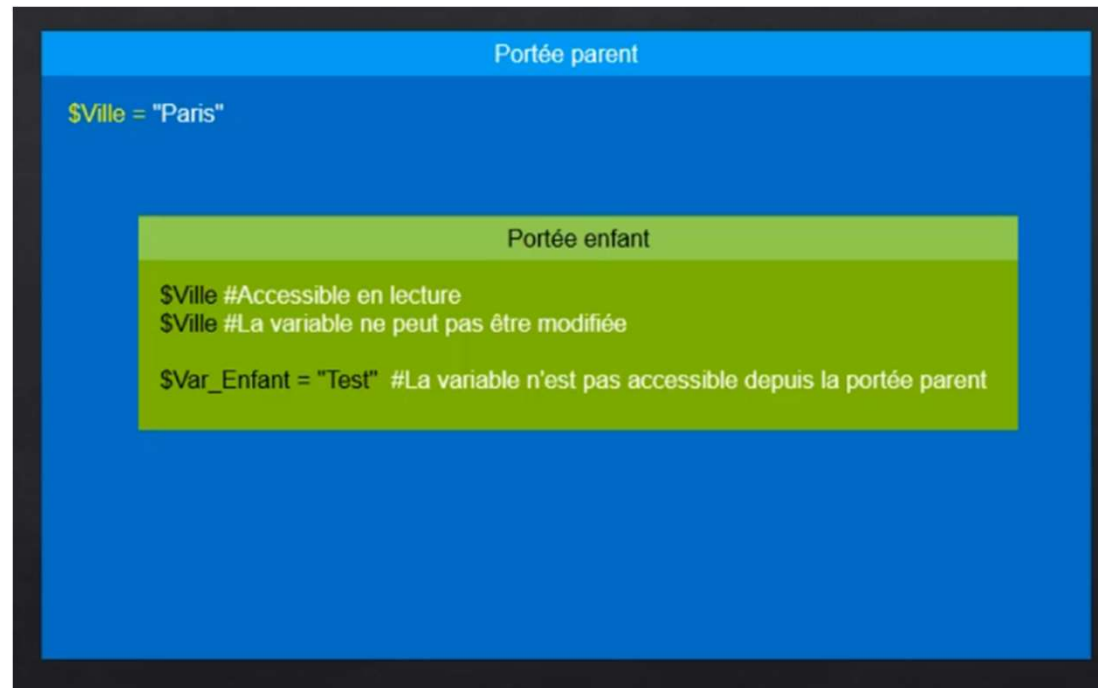 Portée parent
$Ville = "Paris"
Portée enfant
$Ville #Accessible en lecture
$Ville #La variable ne peut pas être modifiée
$Var_Enfant = "Test" #La variable n'est pas accessible depuis la portée parent